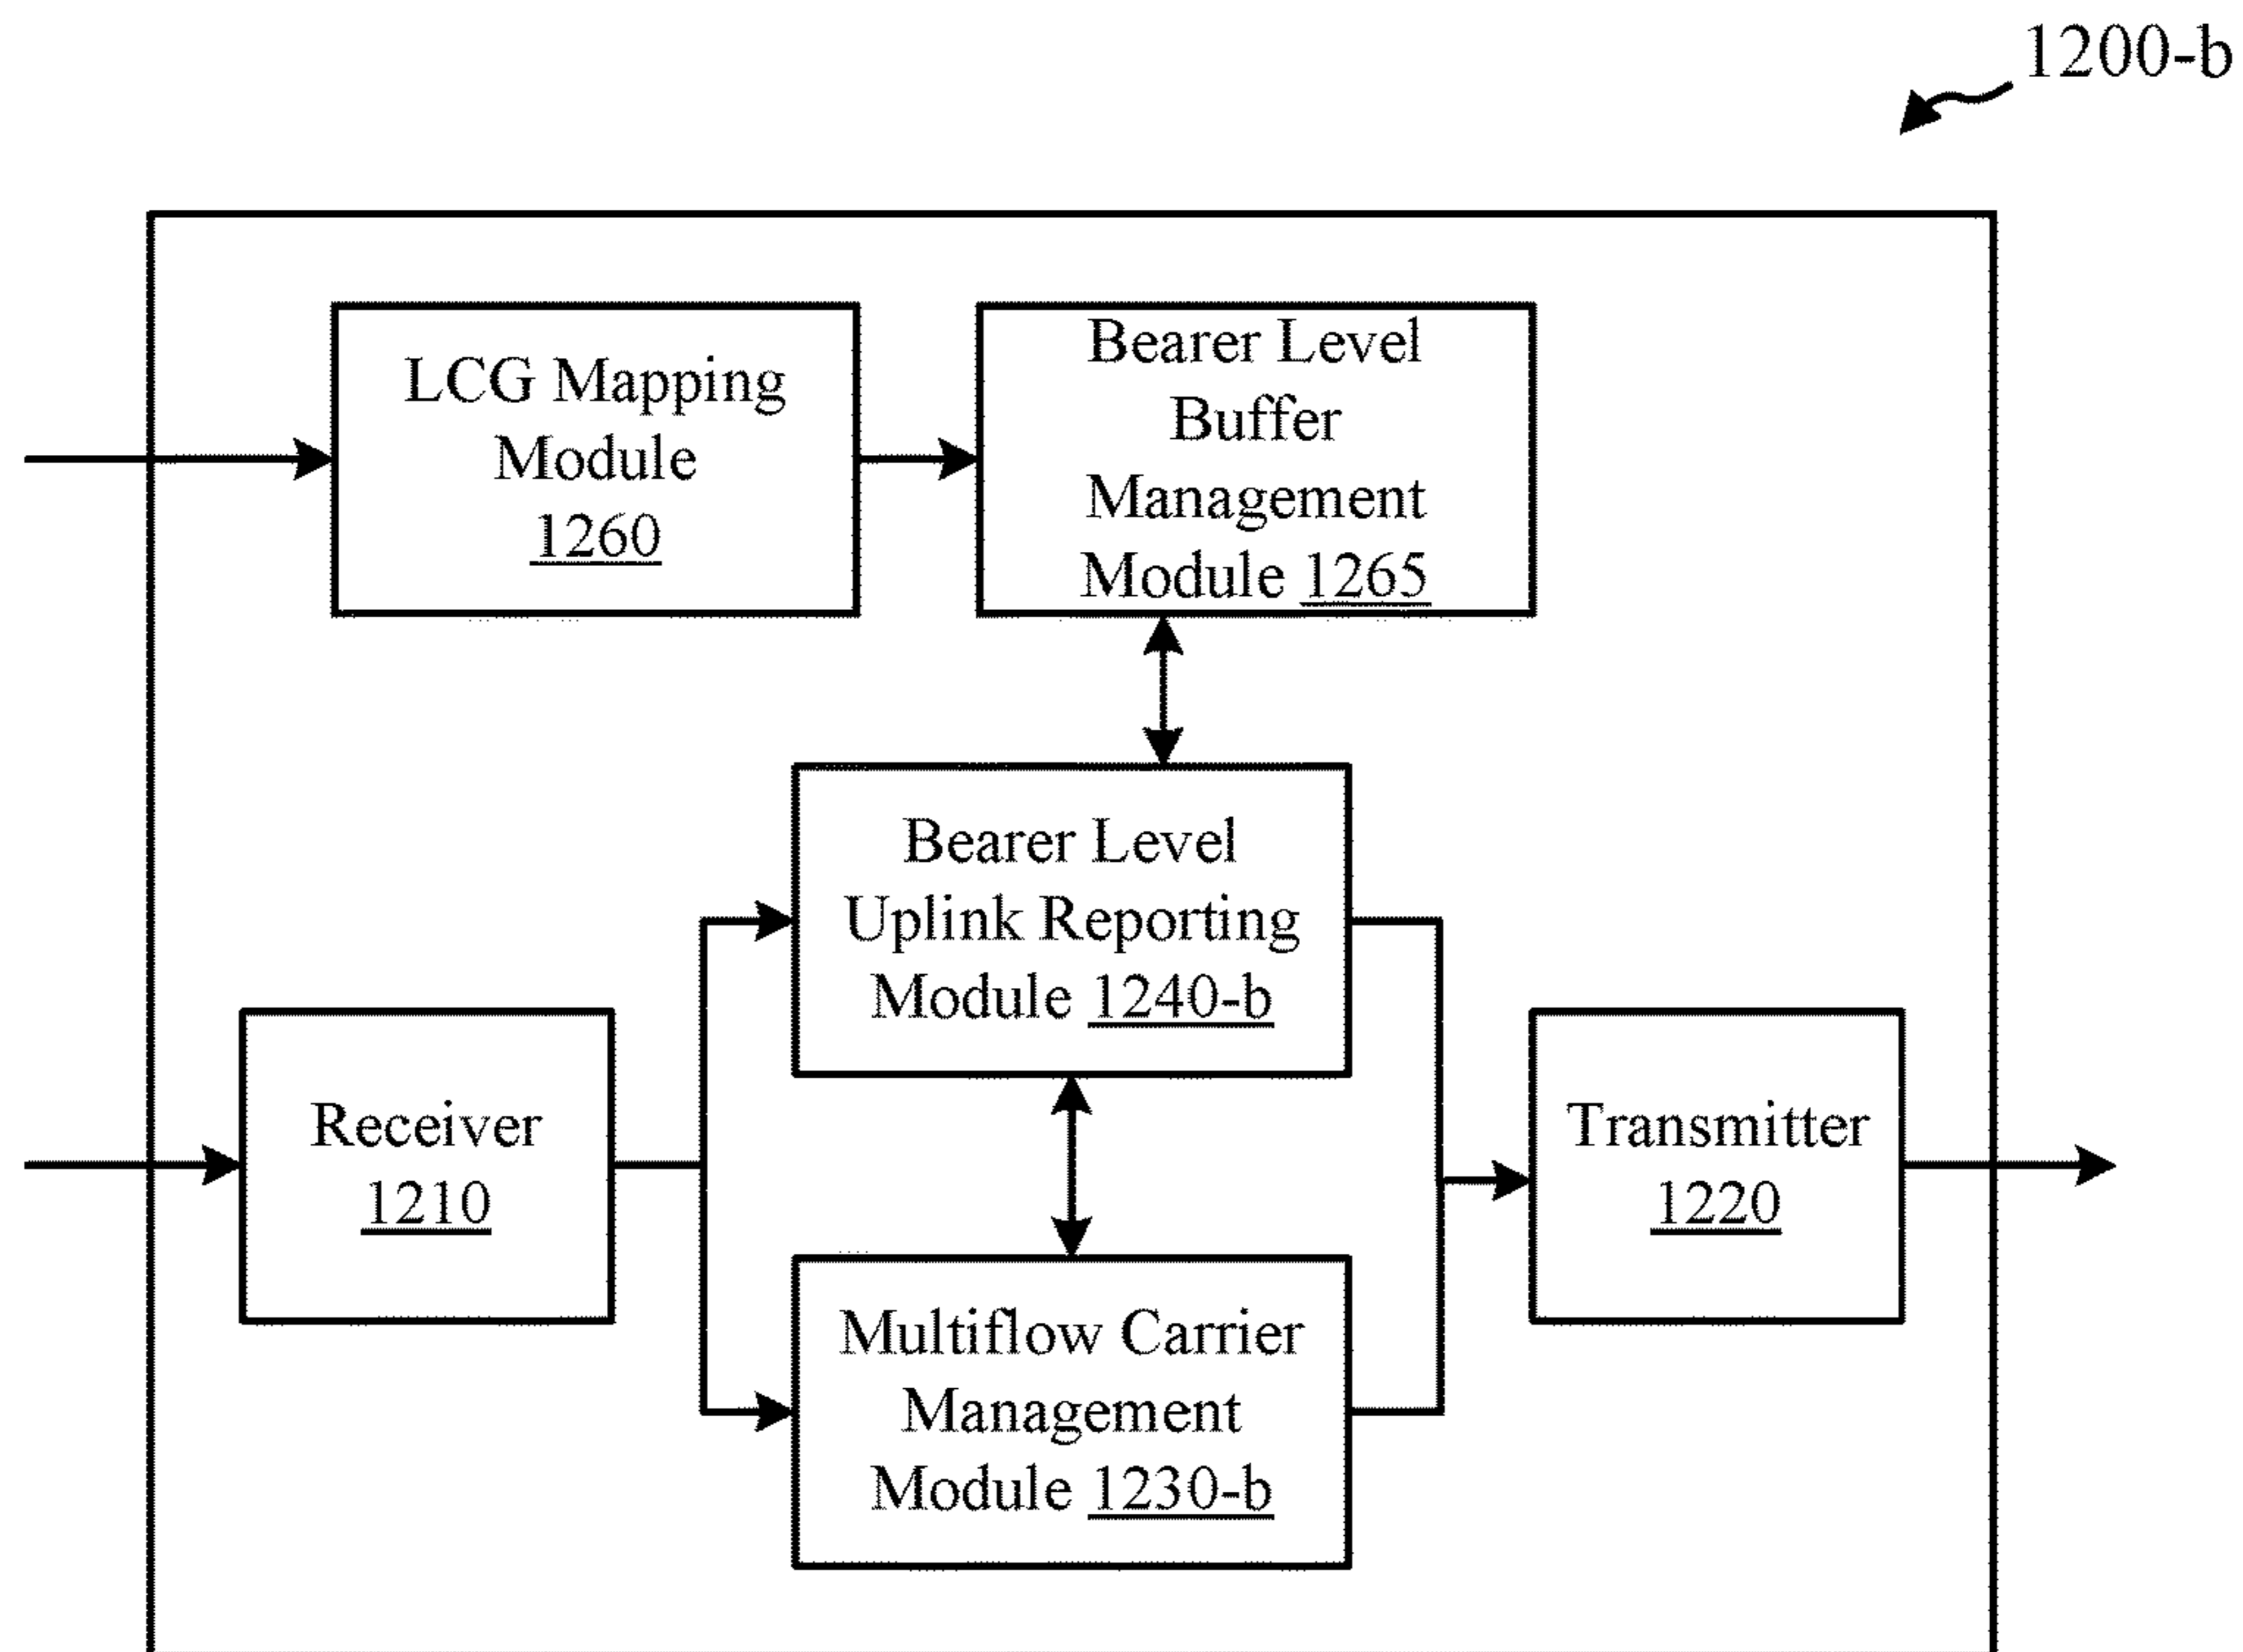 1200-b
LCG Mapping
Module
1260
Bearer Level
Buffer
Management
Module 1265
Bearer Level
Uplink Reporting
Module 1240-b
Receiver
1210
Transmitter
1220
Multiflow Carrier
Management
Module 1230-b